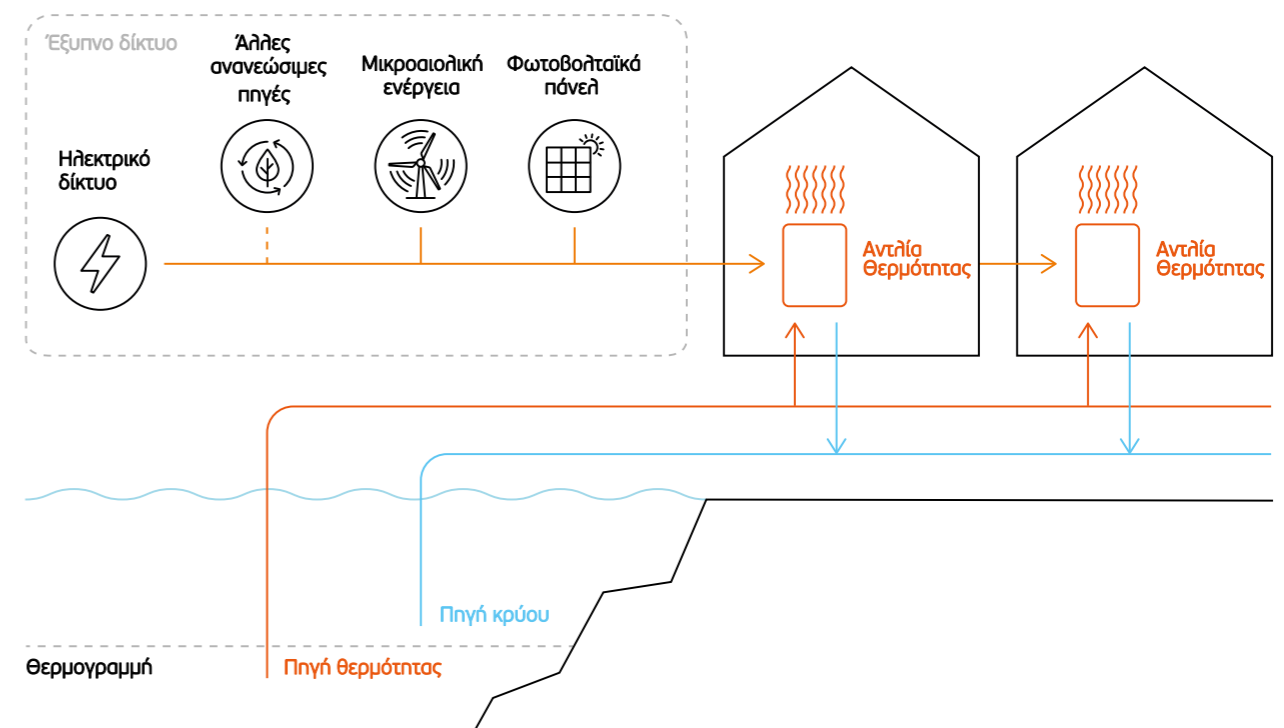 Έξυπνο δίκτυο
Άλλες
ανανεώσιμες
πηγές
Μικροαιολική
ενέργεια
Φωτοβολταϊκά
πάνελ
Ηλεκτρικό
δίκτυο
Αντλία
θερμότητας
Αντλία
θερμότητας
Πηγή κρύου
Θερμογραμμή
Πηγή θερμότητας